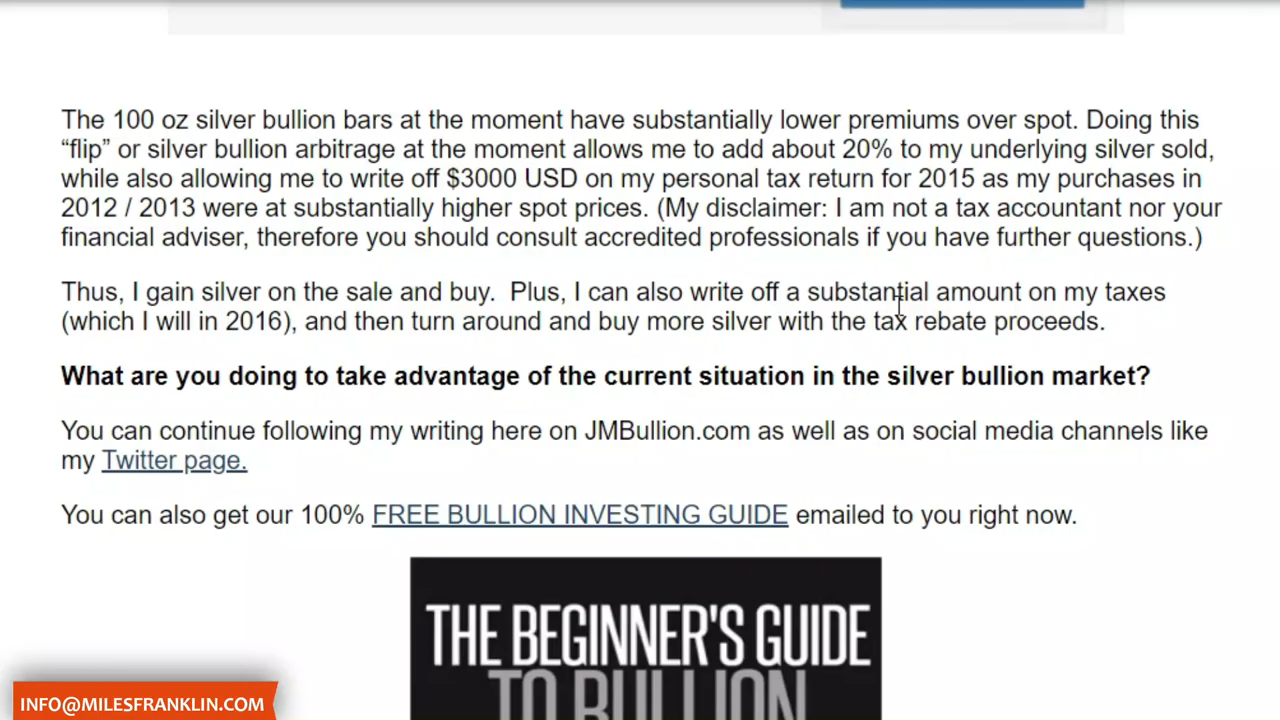 The 100 oz silver bullion bars at the moment have substantially lower premiums over spot. Doing this
“flip” or silver bullion arbitrage at the moment allows me to add about 20% to my underlying silver sold,
while also allowing me to write off $3000 USD on my personal tax return for 2015 as my purchases in
2012 / 2013 were at substantially higher spot prices. (My disclaimer: I am not a tax accountant nor your
financial adviser, therefore you should consult accredited professionals if you have further questions.)
Thus, I gain silver on the sale and buy.  Plus, I can also write off a substantial amount on my taxes
(which I will in 2016), and then turn around and buy more silver with the tax rebate proceeds.
What are you doing to take advantage of the current situation in the silver bullion market?
You can continue following my writing here on JMBullion.com as well as on social media channels like
my Twitter page.
You can also get our 100% FREE BULLION INVESTING GUIDE emailed to you right now.
THE BEGINNER'S GUIDE
TO BULLION
INFO@MILESFRANKLIN.COM